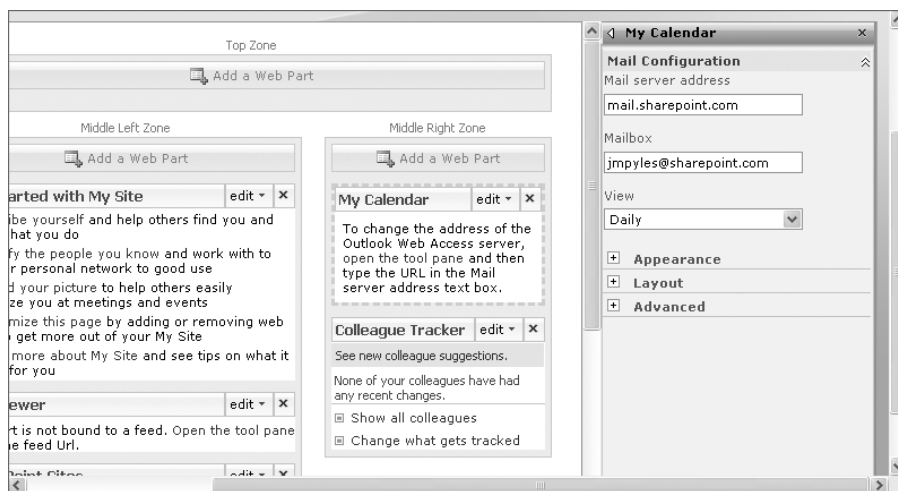 Top Zone
Add a Web Part
Middle Left Zone
Add a Web Part
arted with My Site
edit
ibe yourself and help others find you and
hat you do
fy the people you know and work with to
r personal network to good use
d your picture to help others easily
ze you at meetings and events
mize this page by adding or removing web
get more out of your My Site
more about My Site and see tips on what it
for you
ewer
edit
rt is not bound to a feed. Open the tool pane
e feed Url.
Point Sites
edit
Middle Right Zone
Add a Web Part
My Calendar
edit
To change the address of the
Outlook Web Access server,
open the tool pane and then
type the URL in the Mail
server address text box.
Colleague Tracker
edit
See new colleague suggestions.
None of your colleagues have had
any recent changes.
Show all colleagues
Change what gets tracked
My Calendar
Mail Configuration
Mail server address
mail.sharepoint.com
Mailbox
jmpyles@sharepoint.com
View
Daily
Appearance
Layout
Advanced